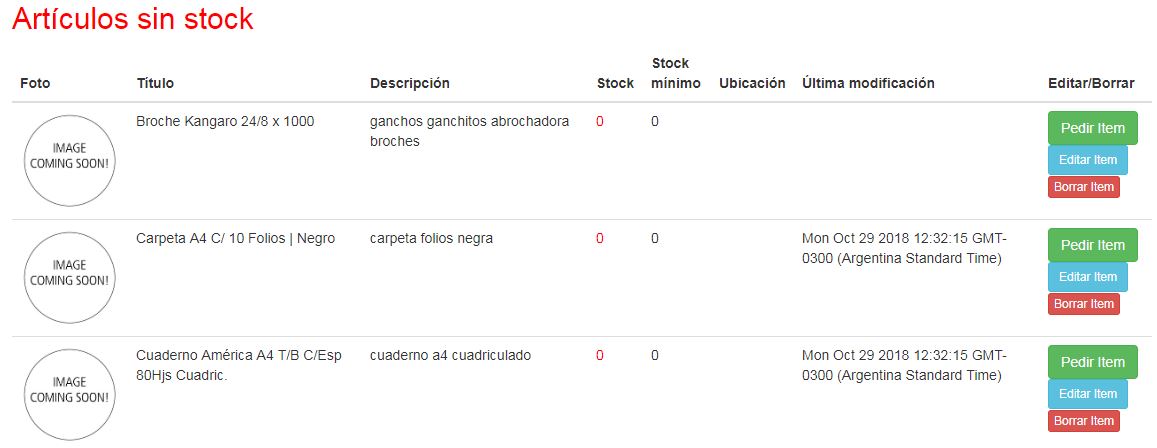 Artículos sin stock
Foto Título Descripción Stock Stock mínimo Ubicación Última modificación Editar/Borrar
IMAGE
COMING SOON!
Broche Kangaro 24/8 x 1000
ganchos ganchitos abrochadora
broches
0
0
Pedir Item
Editar Item
Borrar Item
IMAGE
COMING SOON!
Carpeta A4 C/ 10 Folios | Negro
carpeta folios negra
0
0
Mon Oct 29 2018 12:32:15 GMT-
0300 (Argentina Standard Time)
Pedir Item
Editar Item
Borrar Item
IMAGE
COMING SOON!
Cuaderno América A4 T/B C/Esp
80Hjs Cuadric.
cuaderno a4 cuadriculado
0
0
Mon Oct 29 2018 12:32:15 GMT-
0300 (Argentina Standard Time)
Pedir Item
Editar Item
Borrar Item